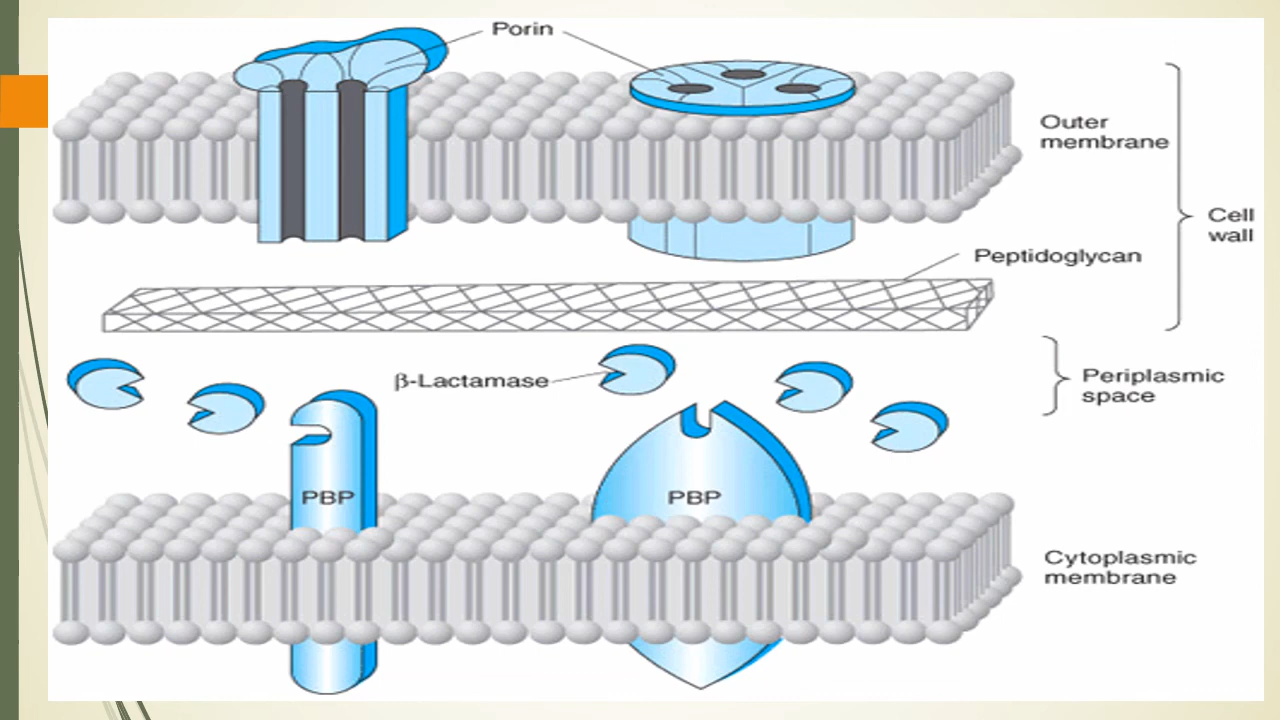 Porin
Outer
membrane
Cell
wall
Peptidoglycan
β-Lactamase
Periplasmic
space
PBP
PBP
Cytoplasmic
membrane